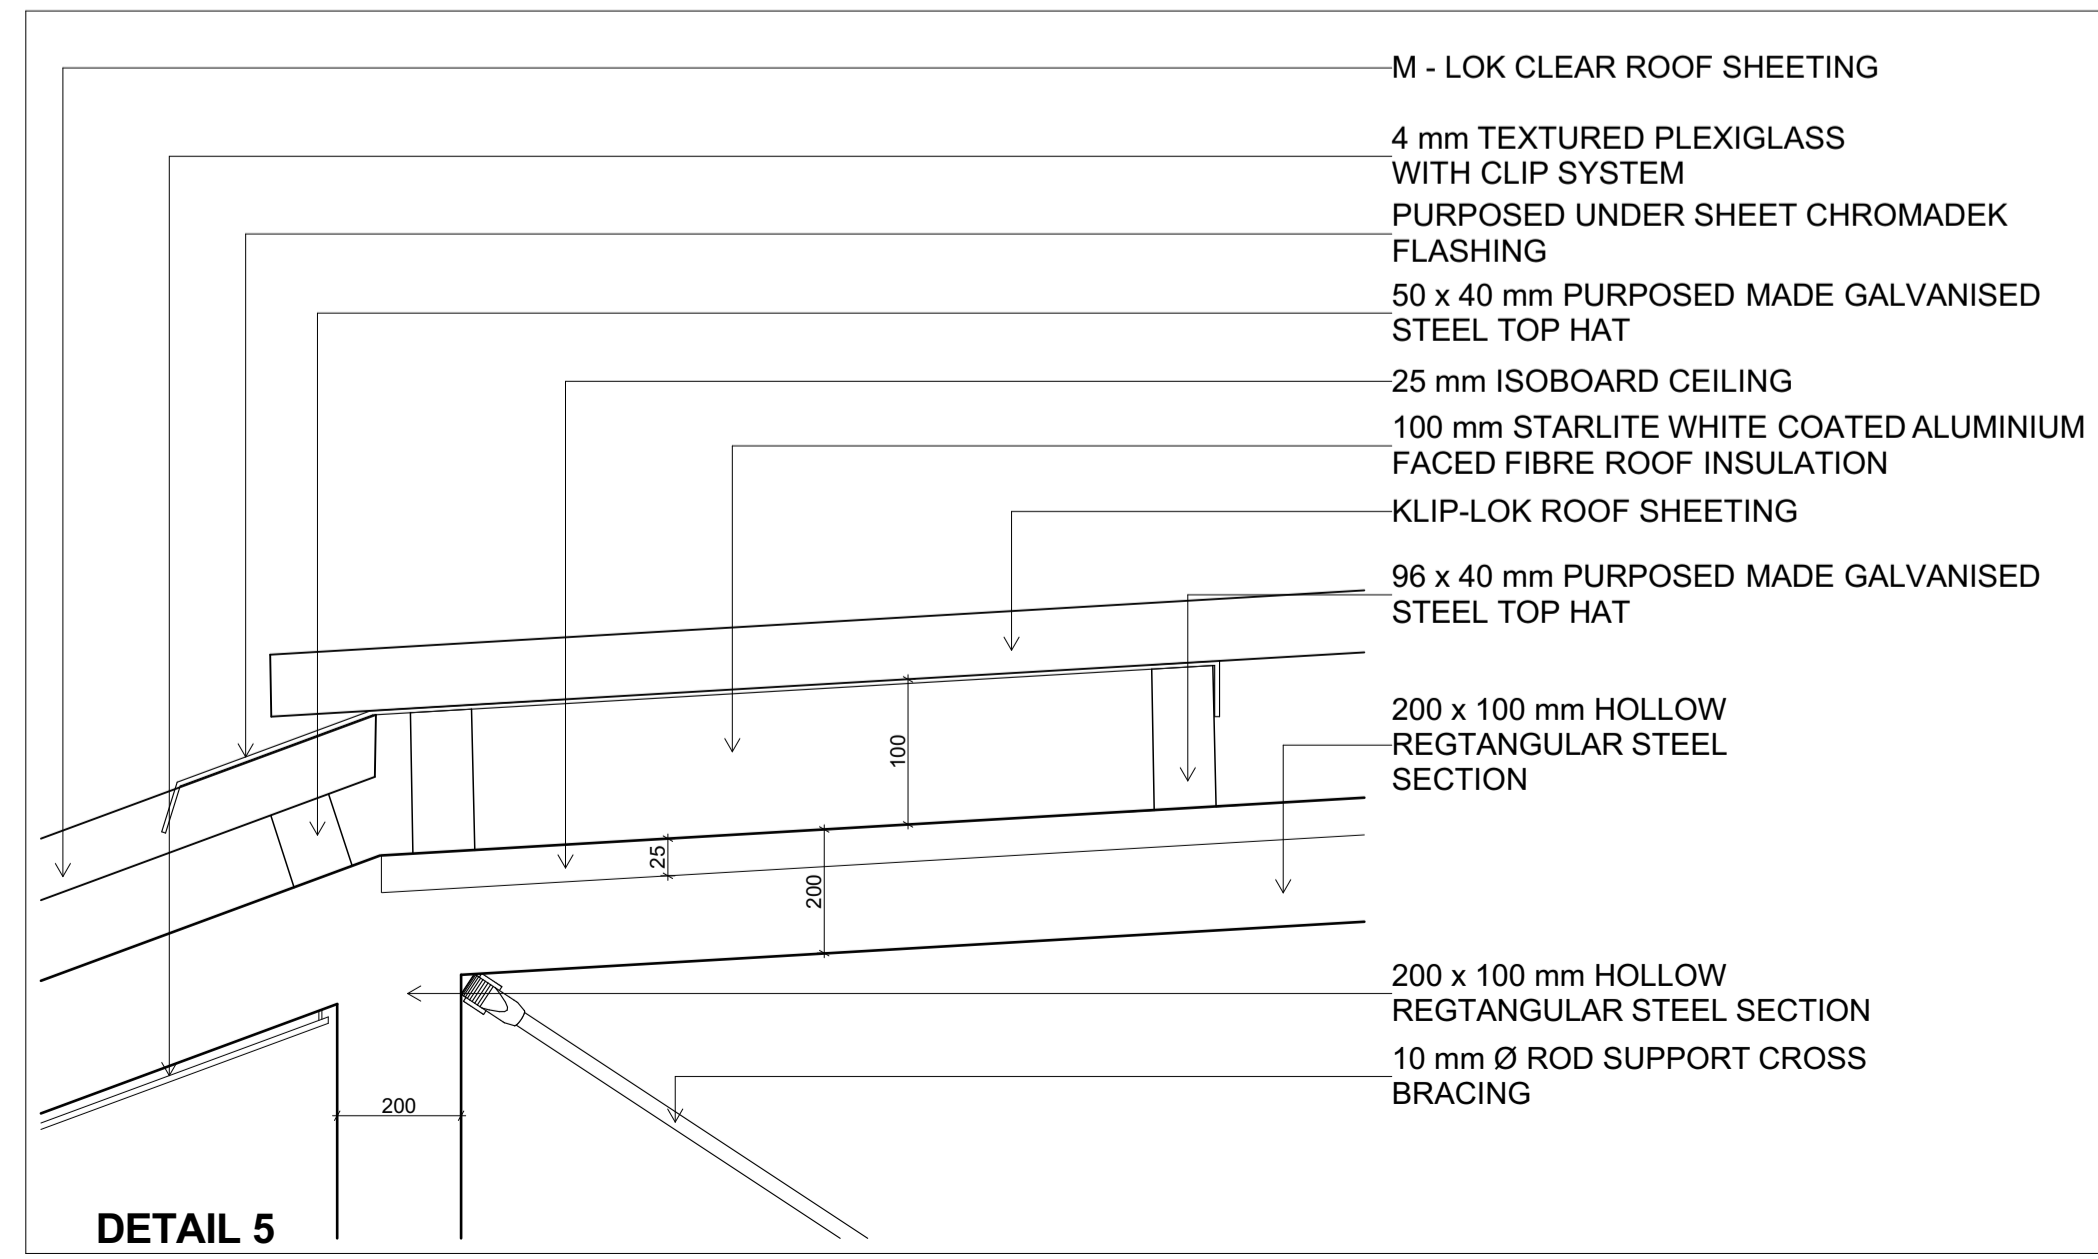 M - LOK CLEAR ROOF SHEETING
4 mm TEXTURED PLEXIGLASS
WITH CLIP SYSTEM
PURPOSED UNDER SHEET CHROMADEK
FLASHING
50 x 40 mm PURPOSED MADE GALVANISED
STEEL TOP HAT
25 mm ISOBOARD CEILING
100 mm STARLITE WHITE COATED ALUMINIUM
FACED FIBRE ROOF INSULATION
KLIP-LOK ROOF SHEETING
96 x 40 mm PURPOSED MADE GALVANISED
STEEL TOP HAT
200 x 100 mm HOLLOW
REGTANGULAR STEEL
SECTION
100
25
200
200 x 100 mm HOLLOW
REGTANGULAR STEEL SECTION
10 mm Ø ROD SUPPORT CROSS
BRACING
200
DETAIL 5